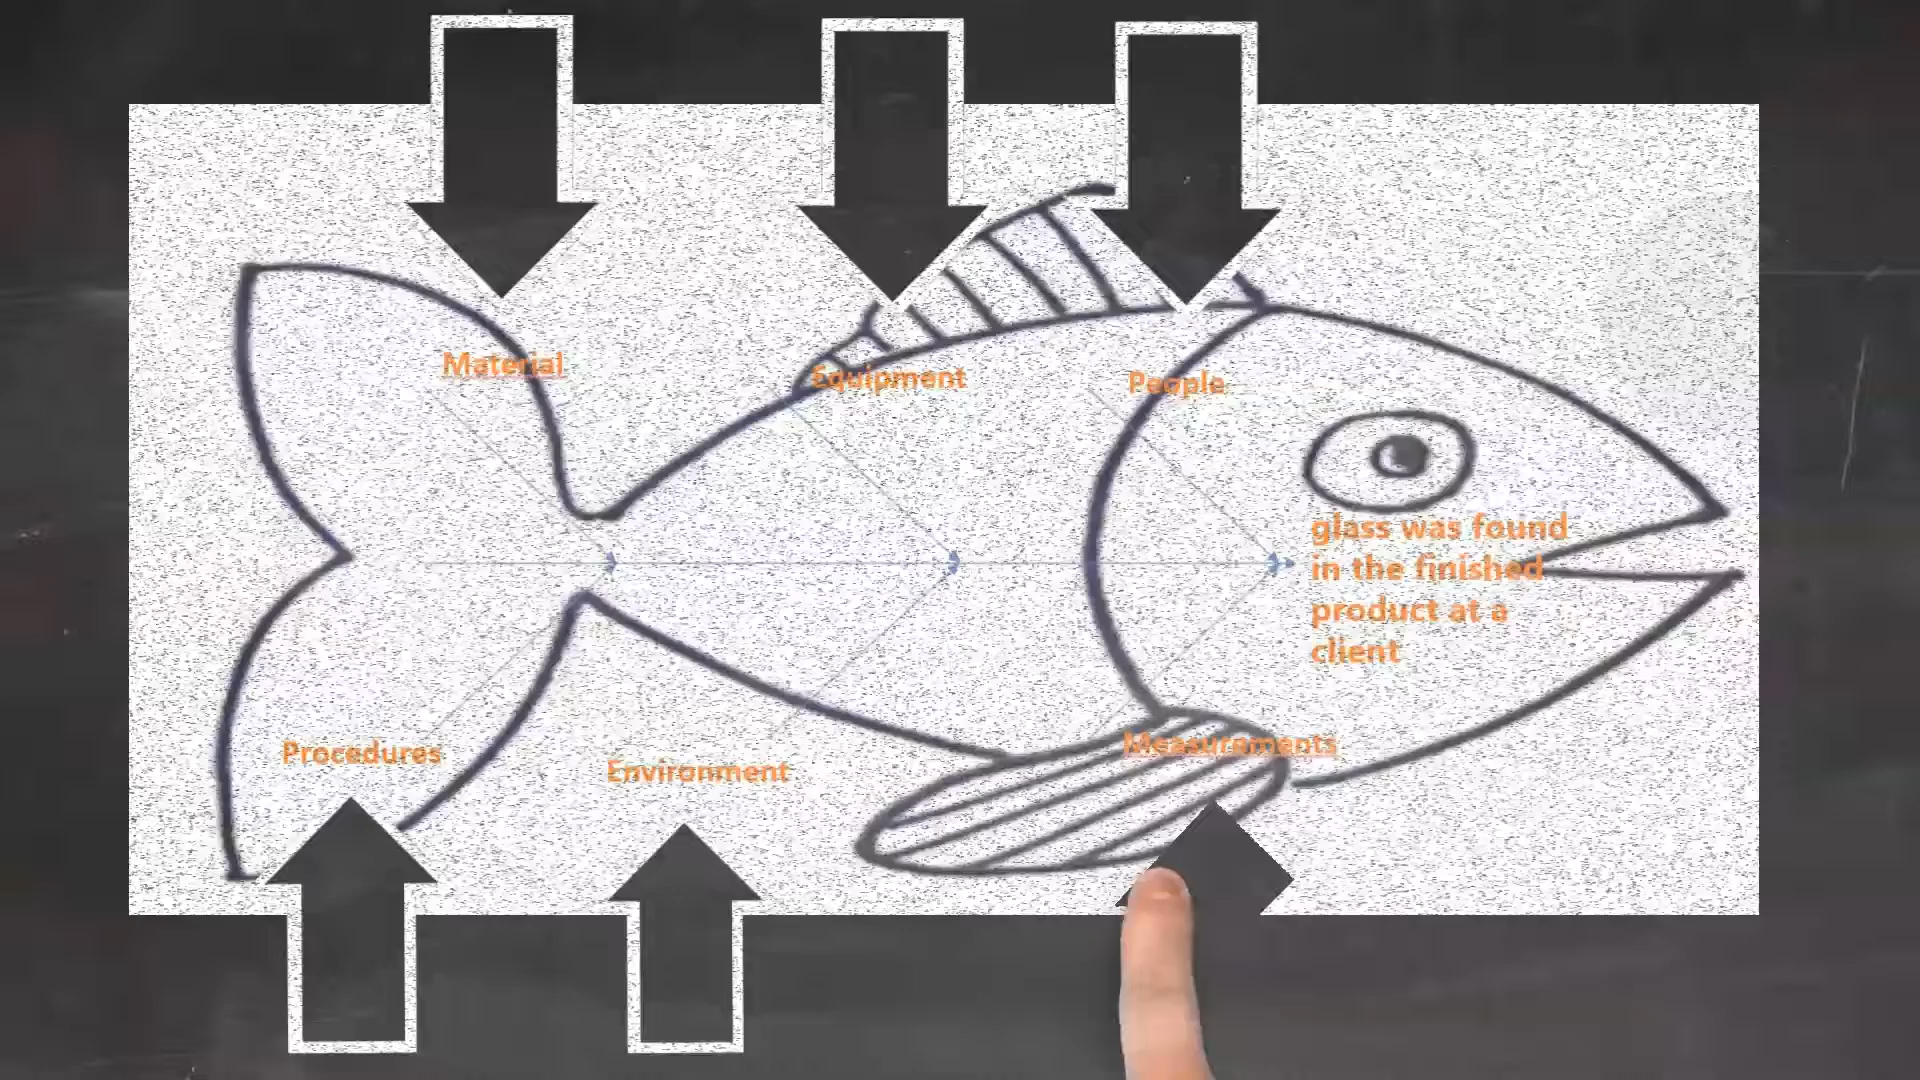 Material
Equipment
People
glass was found
in the finished
product at a
client
Procedures
Environment
Measurements